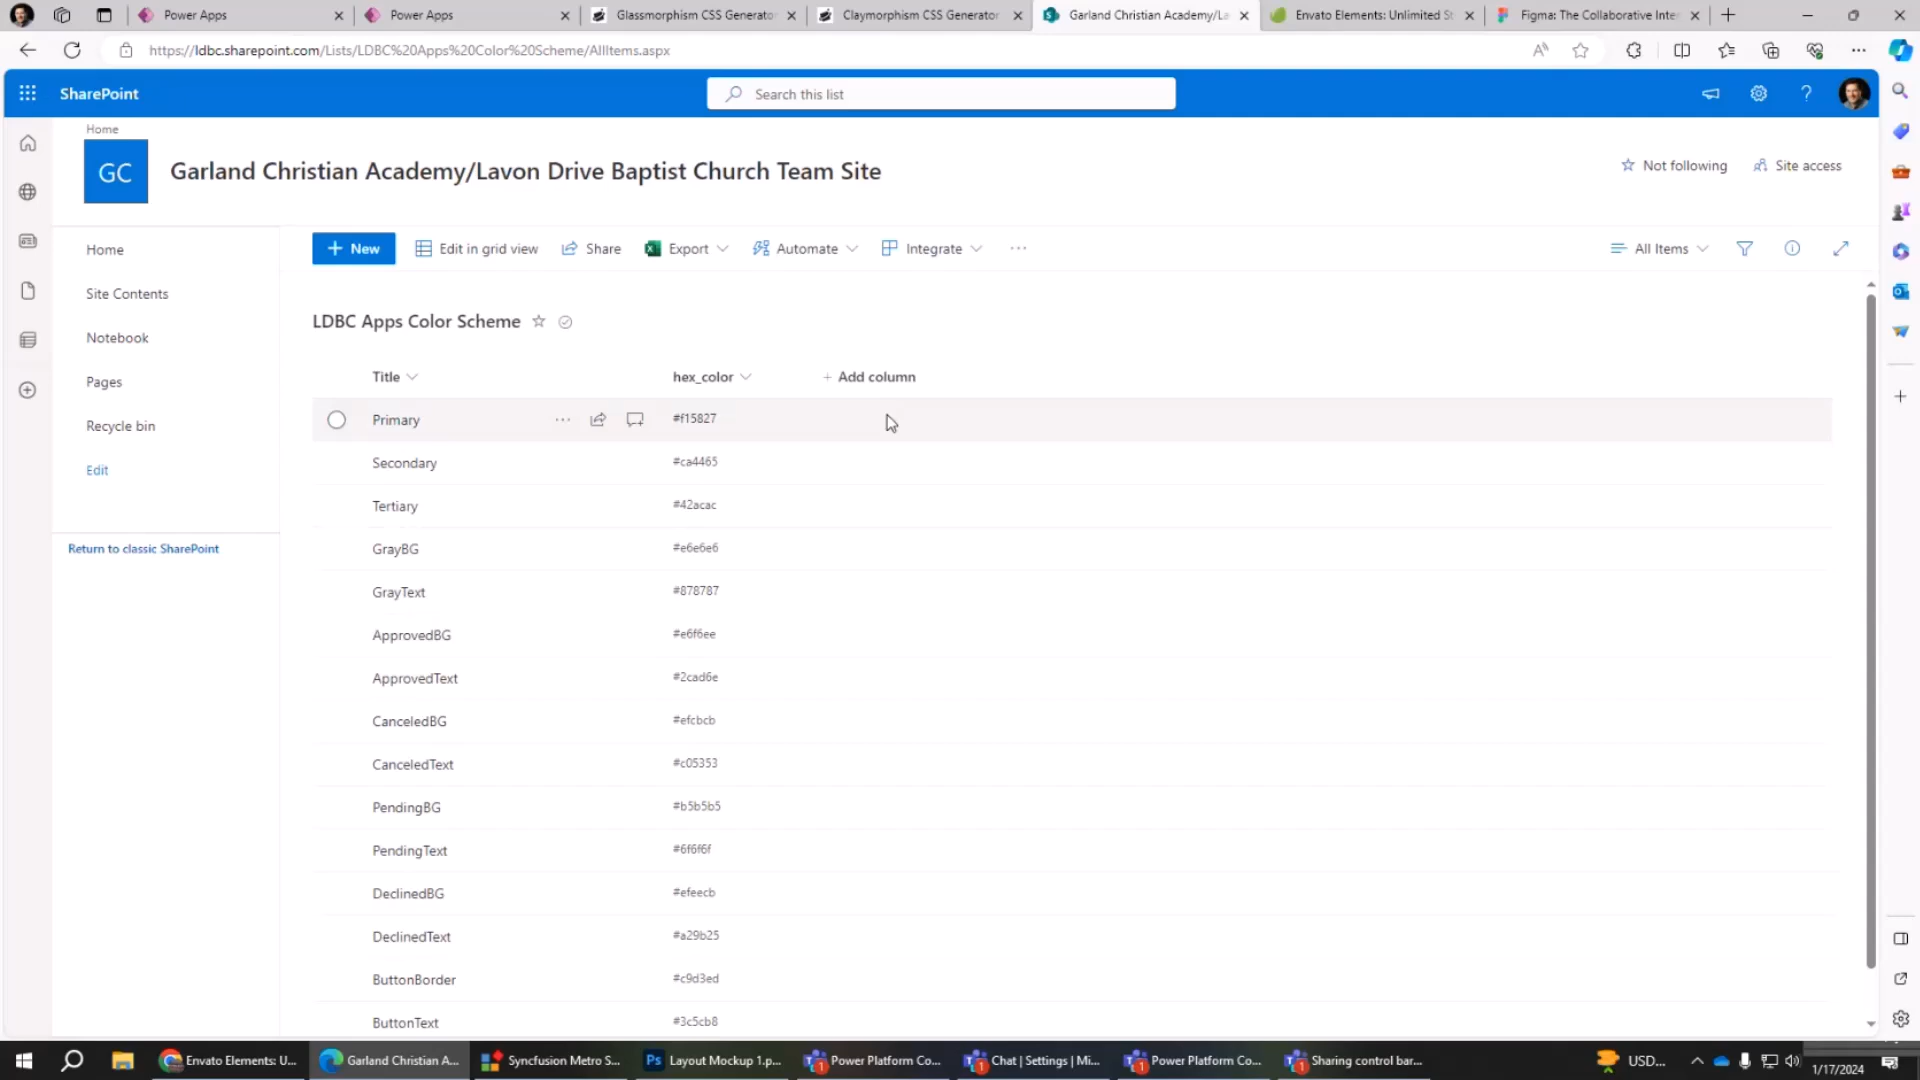 Power Apps
Power Apps
Glassmorphism CSS Generator
Claymorphism CSS Generator
Garland Christian Academy/La
Envato Elements: Unlimited St
Figma: The Collaborative Inter
https://ldbc.sharepoint.com/Lists/LDBC%20Apps%20Color%20Scheme/AllItems.aspx
SharePoint
Search this list
Home
GC
Garland Christian Academy/Lavon Drive Baptist Church Team Site
Not following
Site access
Home
Site Contents
Notebook
Pages
Recycle bin
Edit
Return to classic SharePoint
New
Edit in grid view
Share
Export
Automate
Integrate
All Items
LDBC Apps Color Scheme
Title hex_color + Add column
Primary #f15827
Secondary #ca4465
Tertiary #42acac
GrayBG #e6e6e6
GrayText #878787
ApprovedBG #e6f6ee
ApprovedText #2cad6e
CanceledBG #efcbcb
CanceledText #c05353
PendingBG #b5b5b5
PendingText #6f6f6f
DeclinedBG #efeecb
DeclinedText #a29b25
ButtonBorder #c9d3ed
ButtonText #3c5cb8
Envato Elements: U...
Garland Christian A...
Syncfusion Metro S...
Ps Layout Mockup 1.p...
Power Platform Co...
Chat | Settings | Mi...
Power Platform Co...
Sharing control bar...
USD...
1/17/2024